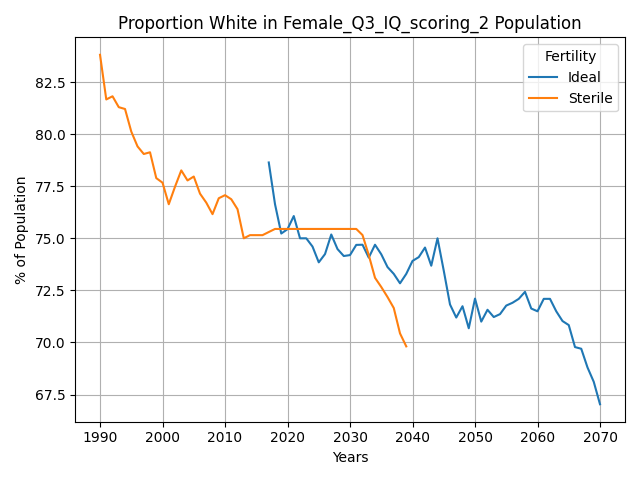 Proportion White in Female_Q3_IQ_scoring_2 Population
Fertility
Ideal
Sterile
% of Population
82.5
80.0
77.5
75.0
72.5
70.0
67.5
1990
2000
2010
2020
2030
2040
2050
2060
2070
Years